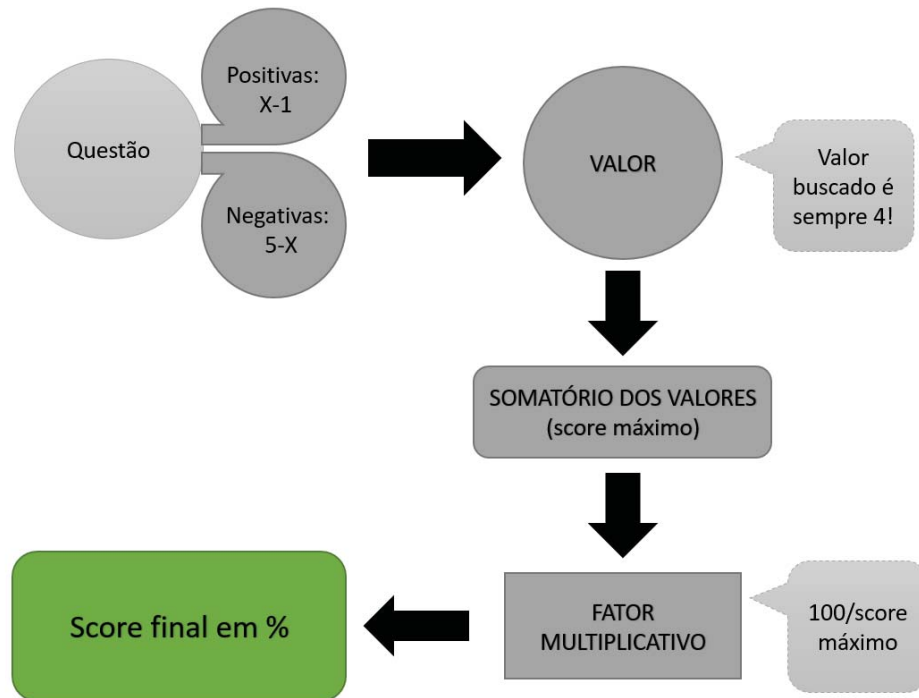 Questão
Positivas:
X-1
Negativas:
5-X
VALOR
Valor
buscado é
sempre 4!
SOMATÓRIO DOS VALORES
(score máximo)
FATOR
MULTIPLICATIVO
100/score
máximo
Score final em %